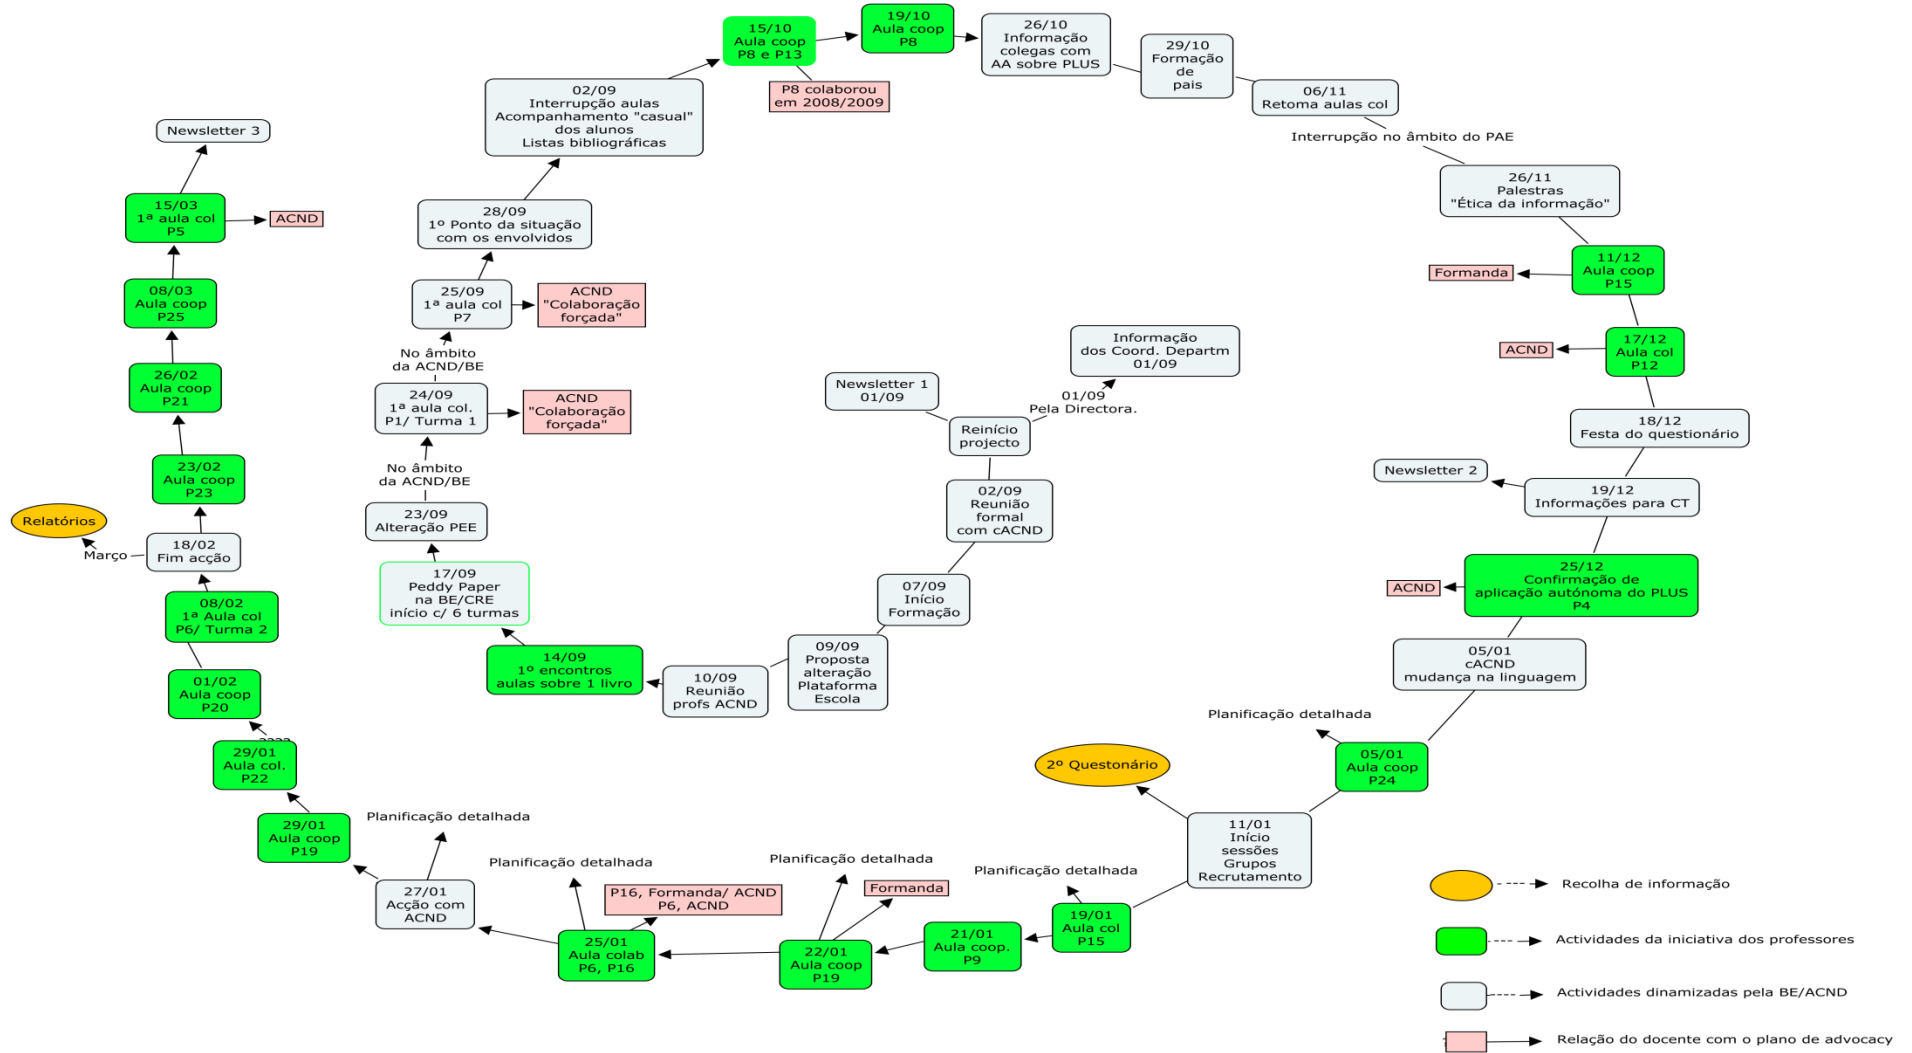 Reinício
projecto
Newsletter 1
01/09
01/09
Pela Directora.
Informação
dos Coord. Departm
01/09
02/09
Reunião
formal
com cACND
07/09
Início
Formação
09/09
Proposta
alteração
Plataforma
Escola
10/09
Reunião
profs ACND
14/09
1º encontros
aulas sobre 1 livro
17/09
Peddy Paper
na BE/CRE
início c/ 6 turmas
23/09
Alteração PEE
No âmbito
da ACND/BE
24/09
1ª aula col.
P1/ Turma 1
ACND
"Colaboração
forçada"
No âmbito
da ACND/BE
25/09
1ª aula col
P7
ACND
"Colaboração
forçada"
28/09
1º Ponto da situação
com os envolvidos
02/09
Interrupção aulas
Acompanhamento "casual"
dos alunos
Listas bibliográficas
15/10
Aula coop
P8 e P13
P8 colaborou
em 2008/2009
19/10
Aula coop
P8
26/10
Informação
colegas com
AA sobre PLUS
29/10
Formação
de
pais
06/11
Retoma aulas col
Interrupção no âmbito do PAE
26/11
Palestras
"Ética da informação"
11/12
Aula coop
P15
Formanda
17/12
Aula col
P12
ACND
18/12
Festa do questionário
19/12
Informações para CT
Newsletter 2
25/12
Confirmação de
aplicação autónoma do PLUS
P4
ACND
05/01
cACND
mudança na linguagem
05/01
Aula coop
P24
Planificação detalhada
11/01
Início
sessões
Grupos
Recrutamento
2º Questonário
19/01
Aula col
P15
Planificação detalhada
21/01
Aula coop.
P9
22/01
Aula coop
P19
Formanda
Planificação detalhada
25/01
Aula colab
P6, P16
P16, Formanda/ ACND
P6, ACND
Planificação detalhada
27/01
Acção com
ACND
Planificação detalhada
29/01
Aula coop
P19
29/01
Aula col.
P22
01/02
Aula coop
P20
08/02
1ª Aula col
P6/ Turma 2
18/02
Fim acção
Março
Relatórios
23/02
Aula coop
P23
26/02
Aula coop
P21
08/03
Aula coop
P25
15/03
1ª aula col
P5
ACND
Newsletter 3
Recolha de informação
Actividades da iniciativa dos professores
Actividades dinamizadas pela BE/ACND
Relação do docente com o plano de advocacy